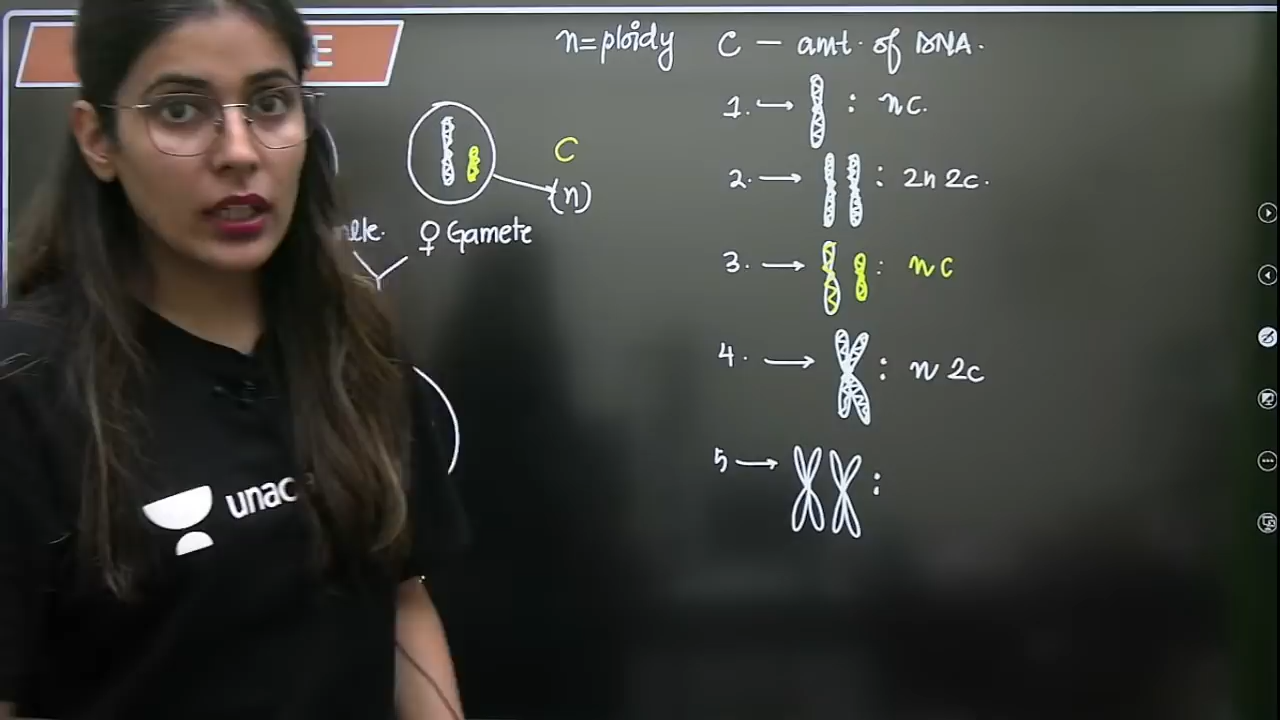 E
n=ploidy C — amt. of DNA.
1. → : nc.
2. → : 2n 2c.
C
(n)
♀ Gamete
3. → : nc
4. → : n 2c
5 → :
unac